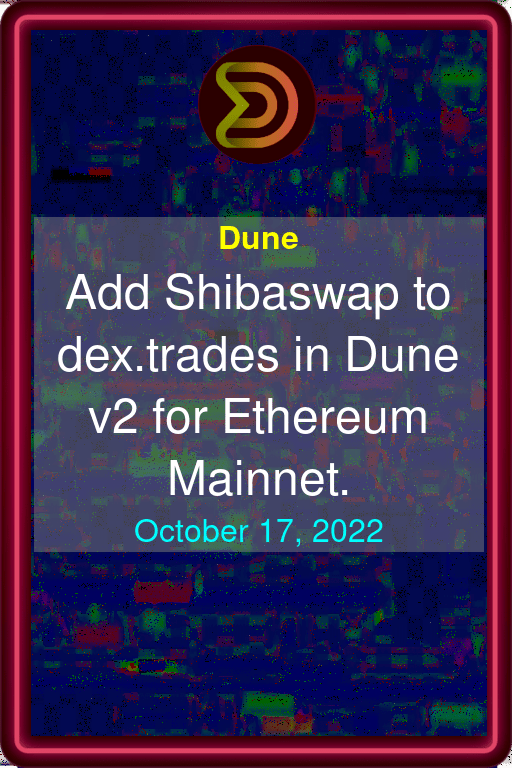 Dune
Add Shibaswap to
dex.trades in Dune
v2 for Ethereum
Mainnet.
October 17, 2022